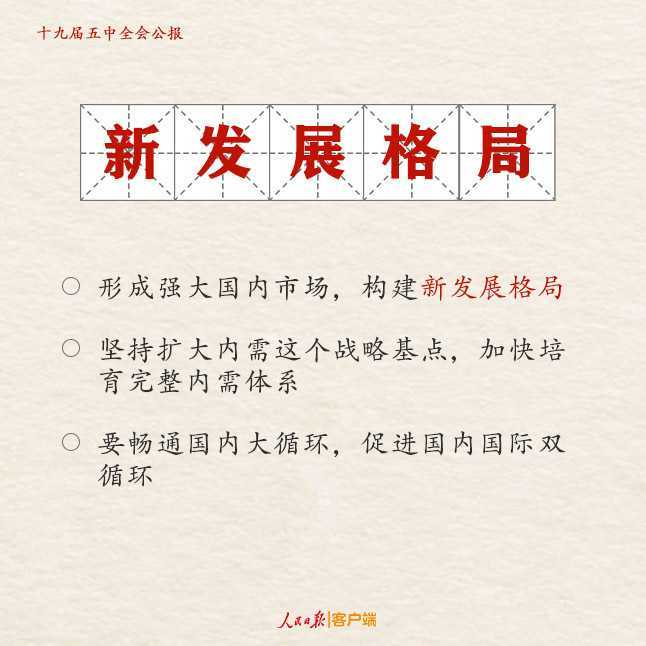 十九届五中全会公报
新发展格局
○ 形成强大国内市场，构建新发展格局
○ 坚持扩大内需这个战略基点，加快培
育完整内需体系
○ 要畅通国内大循环，促进国内国际双
循环
人民日报|客户端